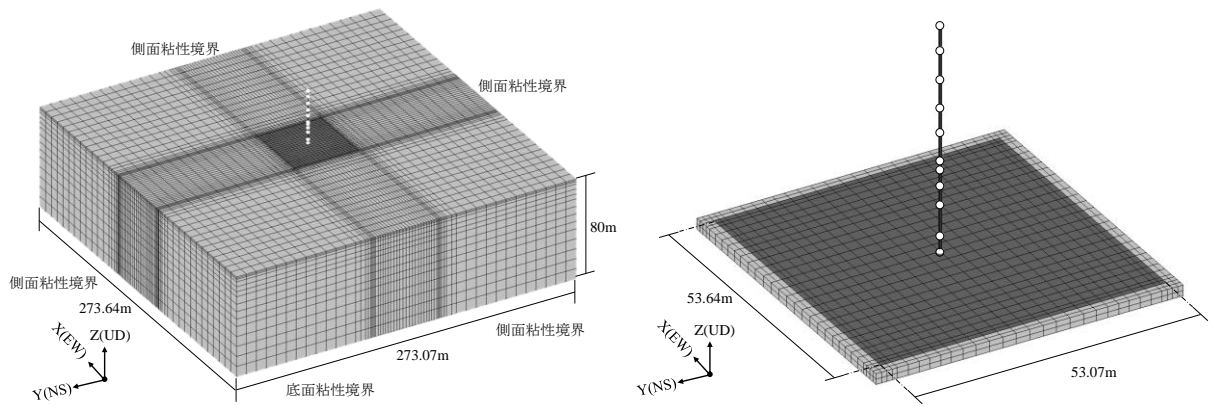 側面粘性境界
側面粘性境界
80m
側面粘性境界
273.64m
側面粘性境界
273.07m
底面粘性境界
X(EW)
Z(UD)
Y(NS)
53.64m
53.07m
X(EW)
Z(UD)
Y(NS)